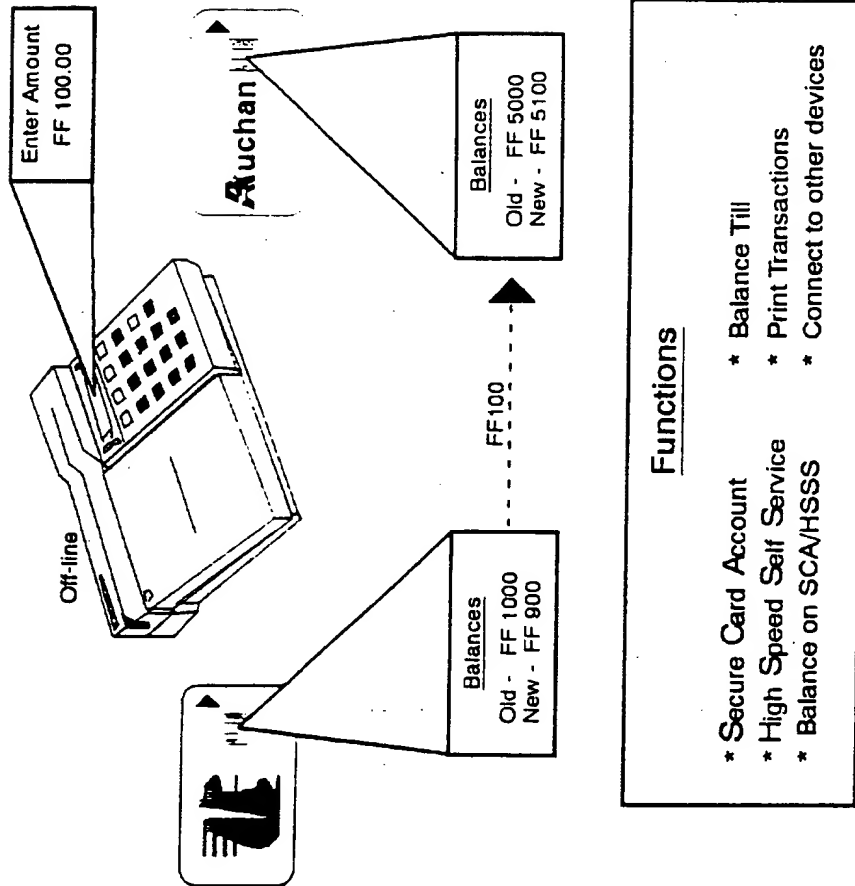 Enter Amount
FF 100.00
Off-line
Auchan
Balances
Old - FF 1000
New - FF 900
FF100
Balances
Old - FF 5000
New - FF 5100
Functions
* Secure Card Account
* High Speed Self Service
* Balance on SCA/HSSS
* Balance Till
* Print Transactions
* Connect to other devices